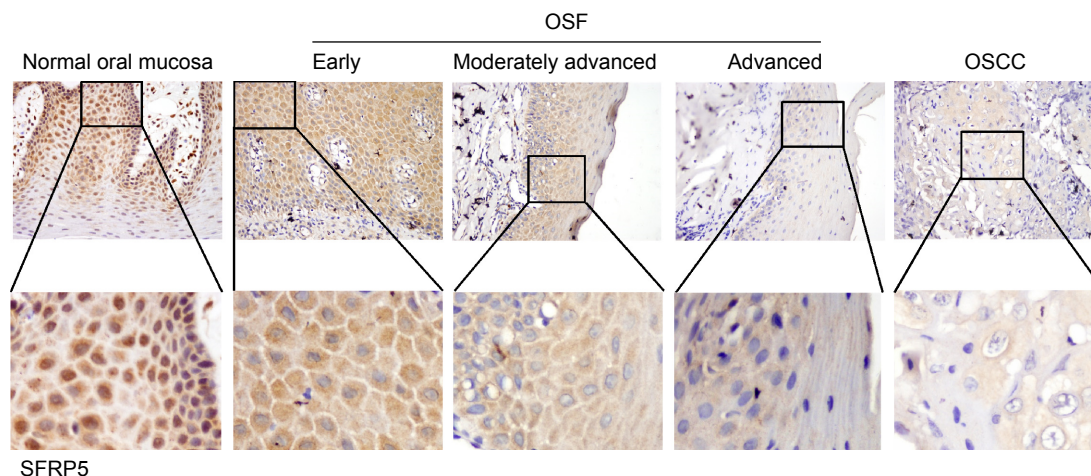 OSF
Normal oral mucosa
Early
Moderately advanced
Advanced
OSCC
SFRP5